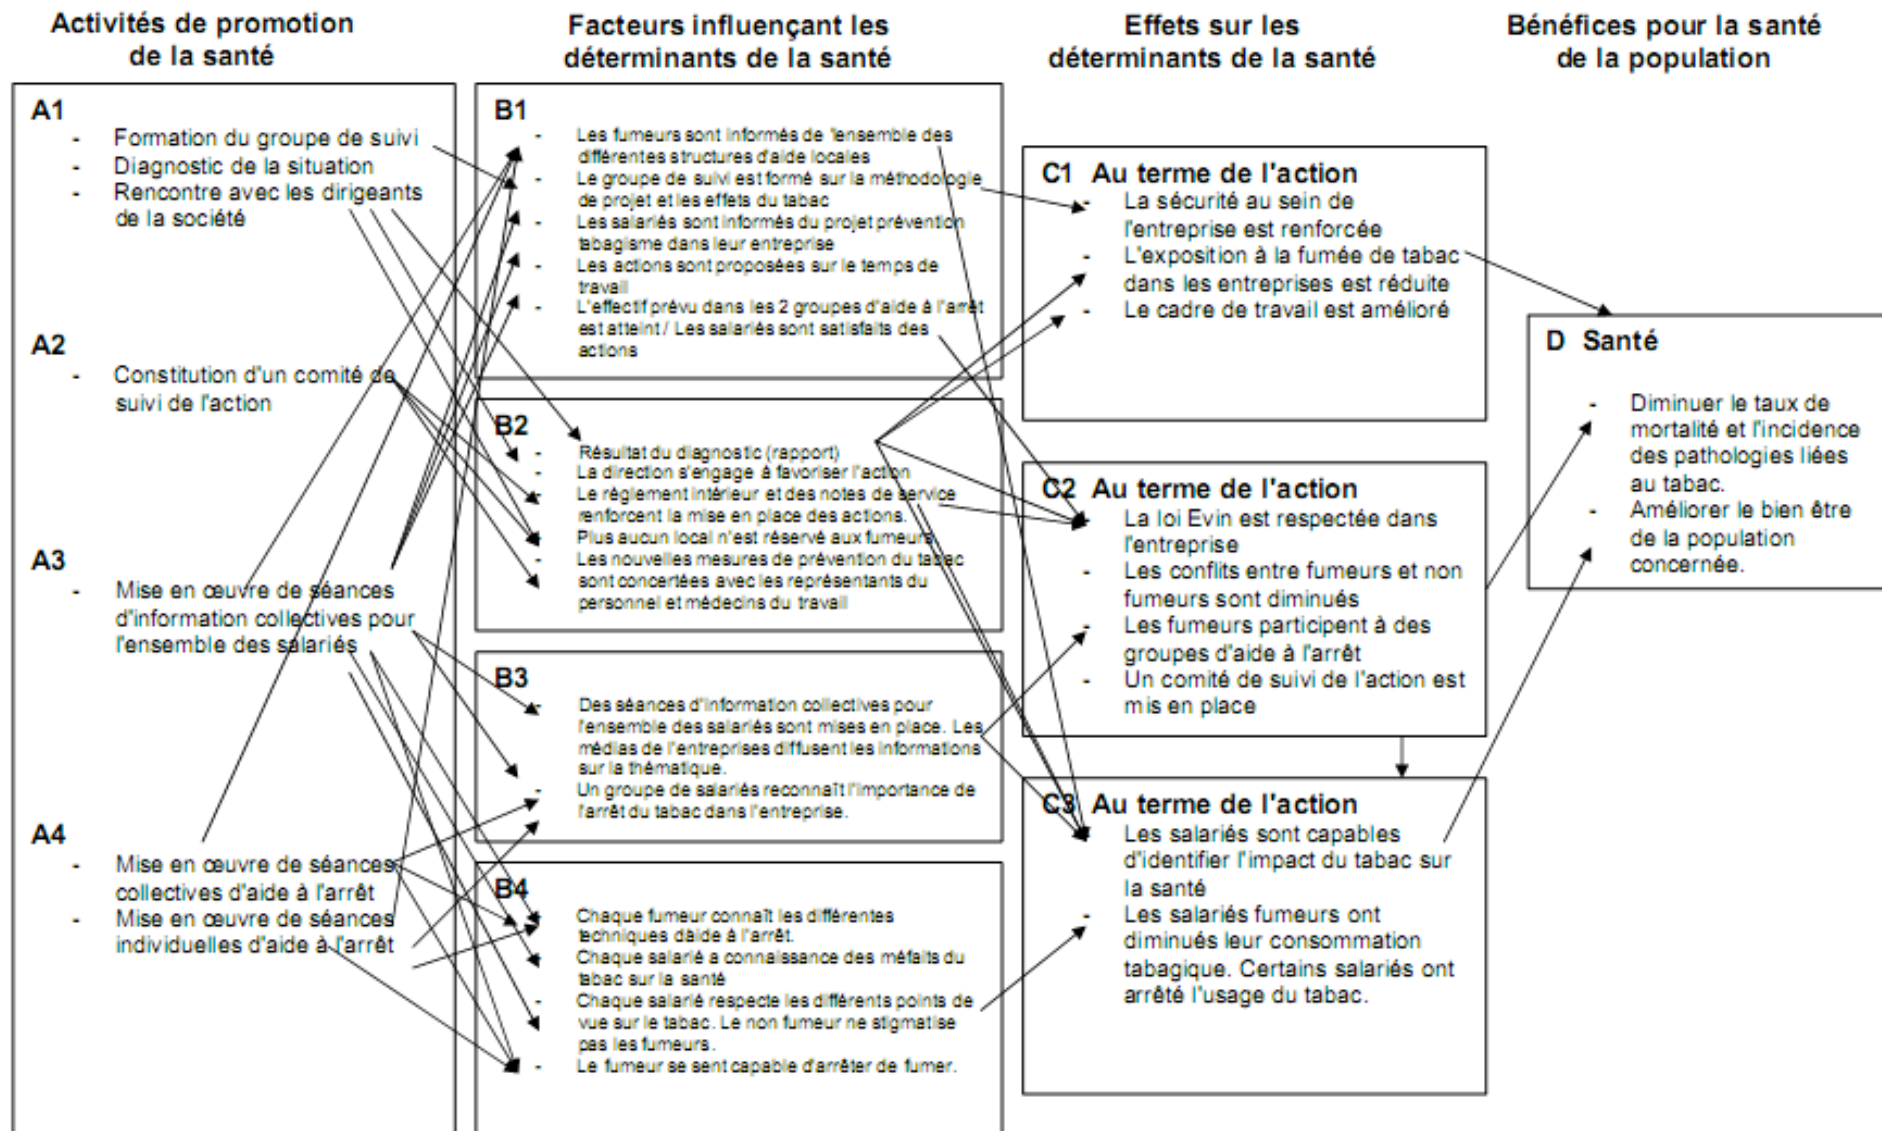 Activités de promotion
de la santé
Facteurs influençant les
déterminants de la santé
Effets sur les
déterminants de la santé
Bénéfices pour la santé
de la population
A1
- Formation du groupe de suivi
- Diagnostic de la situation
- Rencontre avec les dirigeants
de la société
A2
- Constitution d'un comité de
suivi de l'action
A3
- Mise en œuvre de séances
d'information collectives pour
l'ensemble des salariés
A4
- Mise en œuvre de séances
collectives d'aide à l'arrêt
- Mise en œuvre de séances
individuelles d'aide à l'arrêt
B1
- Les fumeurs sont informés de 'ensemble des
différentes structures d'aide locales
- Le groupe de suivi est formé sur la méthodologie
de projet et les effets du tabac
- Les salariés sont informés du projet prévention
tabagisme dans leur entreprise
- Les actions sont proposées sur le temps de
travail
- L'effectif prévu dans les 2 groupes d'aide à l'arrêt
est atteint / Les salariés sont satisfaits des
actions
B2
- Résultat du diagnostic (rapport)
- La direction s'engage à favoriser l'action
- Le règlement intérieur et des notes de service
renforcent la mise en place des actions.
- Plus aucun local n'est réservé aux fumeurs
- Les nouvelles mesures de prévention du tabac
sont concertées avec les représentants du
personnel et médecins du travail
B3
- Des séances d'information collectives pour
l'ensemble des salariés sont mises en place. Les
médias de l'entreprises diffusent les informations
sur la thématique.
- Un groupe de salariés reconnaît l'importance de
l'arrêt du tabac dans l'entreprise.
B4
- Chaque fumeur connaît les différentes
techniques dàide à l'arrêt.
- Chaque salarié a connaissance des méfaits du
tabac sur la santé
- Chaque salarié respecte les différents points de
vue sur le tabac. Le non fumeur ne stigmatise
pas les fumeurs.
- Le fumeur se sent capable d'arrêter de fumer.
C1 Au terme de l'action
- La sécurité au sein de
l'entreprise est renforcée
- L'exposition à la fumée de tabac
dans les entreprises est réduite
- Le cadre de travail est amélioré
C2 Au terme de l'action
- La loi Evin est respectée dans
l'entreprise
- Les conflits entre fumeurs et non
fumeurs sont diminués
- Les fumeurs participent à des
groupes d'aide à l'arrêt
- Un comité de suivi de l'action est
mis en place
C3 Au terme de l'action
- Les salariés sont capables
d'identifier l'impact du tabac sur
la santé
- Les salariés fumeurs ont
diminués leur consommation
tabagique. Certains salariés ont
arrêté l'usage du tabac.
D Santé
- Diminuer le taux de
mortalité et l'incidence
des pathologies liées
au tabac.
- Améliorer le bien être
de la population
concernée.